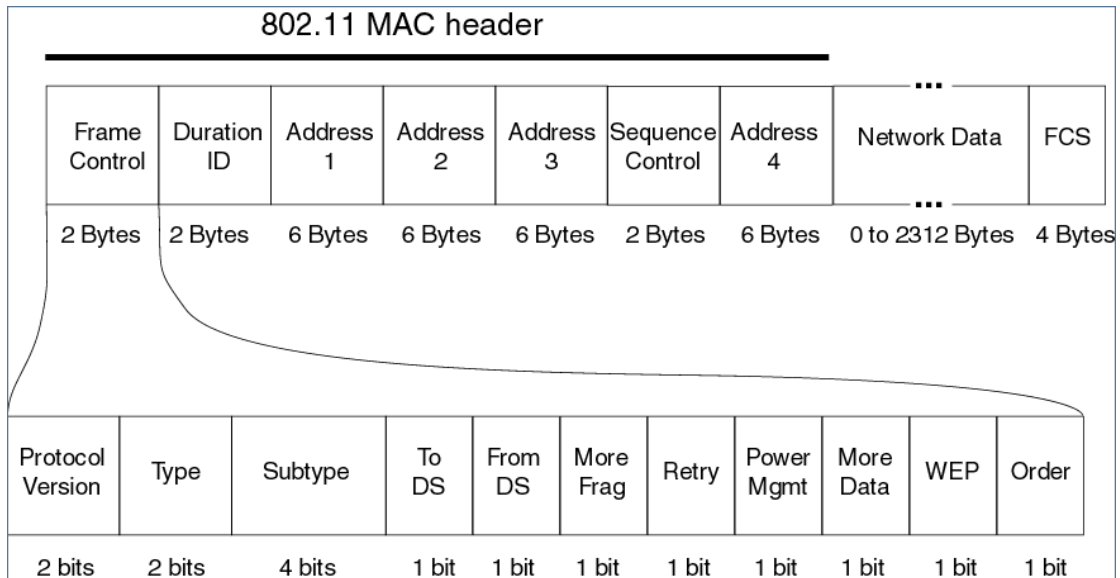 802.11 MAC header
Frame Control
Duration ID
Address 1
Address 2
Address 3
Sequence Control
Address 4
... Network Data ...
FCS
2 Bytes 2 Bytes 6 Bytes 6 Bytes 6 Bytes 2 Bytes 6 Bytes 0 to 2312 Bytes 4 Bytes
Protocol Version
Type
Subtype
To DS
From DS
More Frag
Retry
Power Mgmt
More Data
WEP
Order
2 bits 2 bits 4 bits 1 bit 1 bit 1 bit 1 bit 1 bit 1 bit 1 bit 1 bit